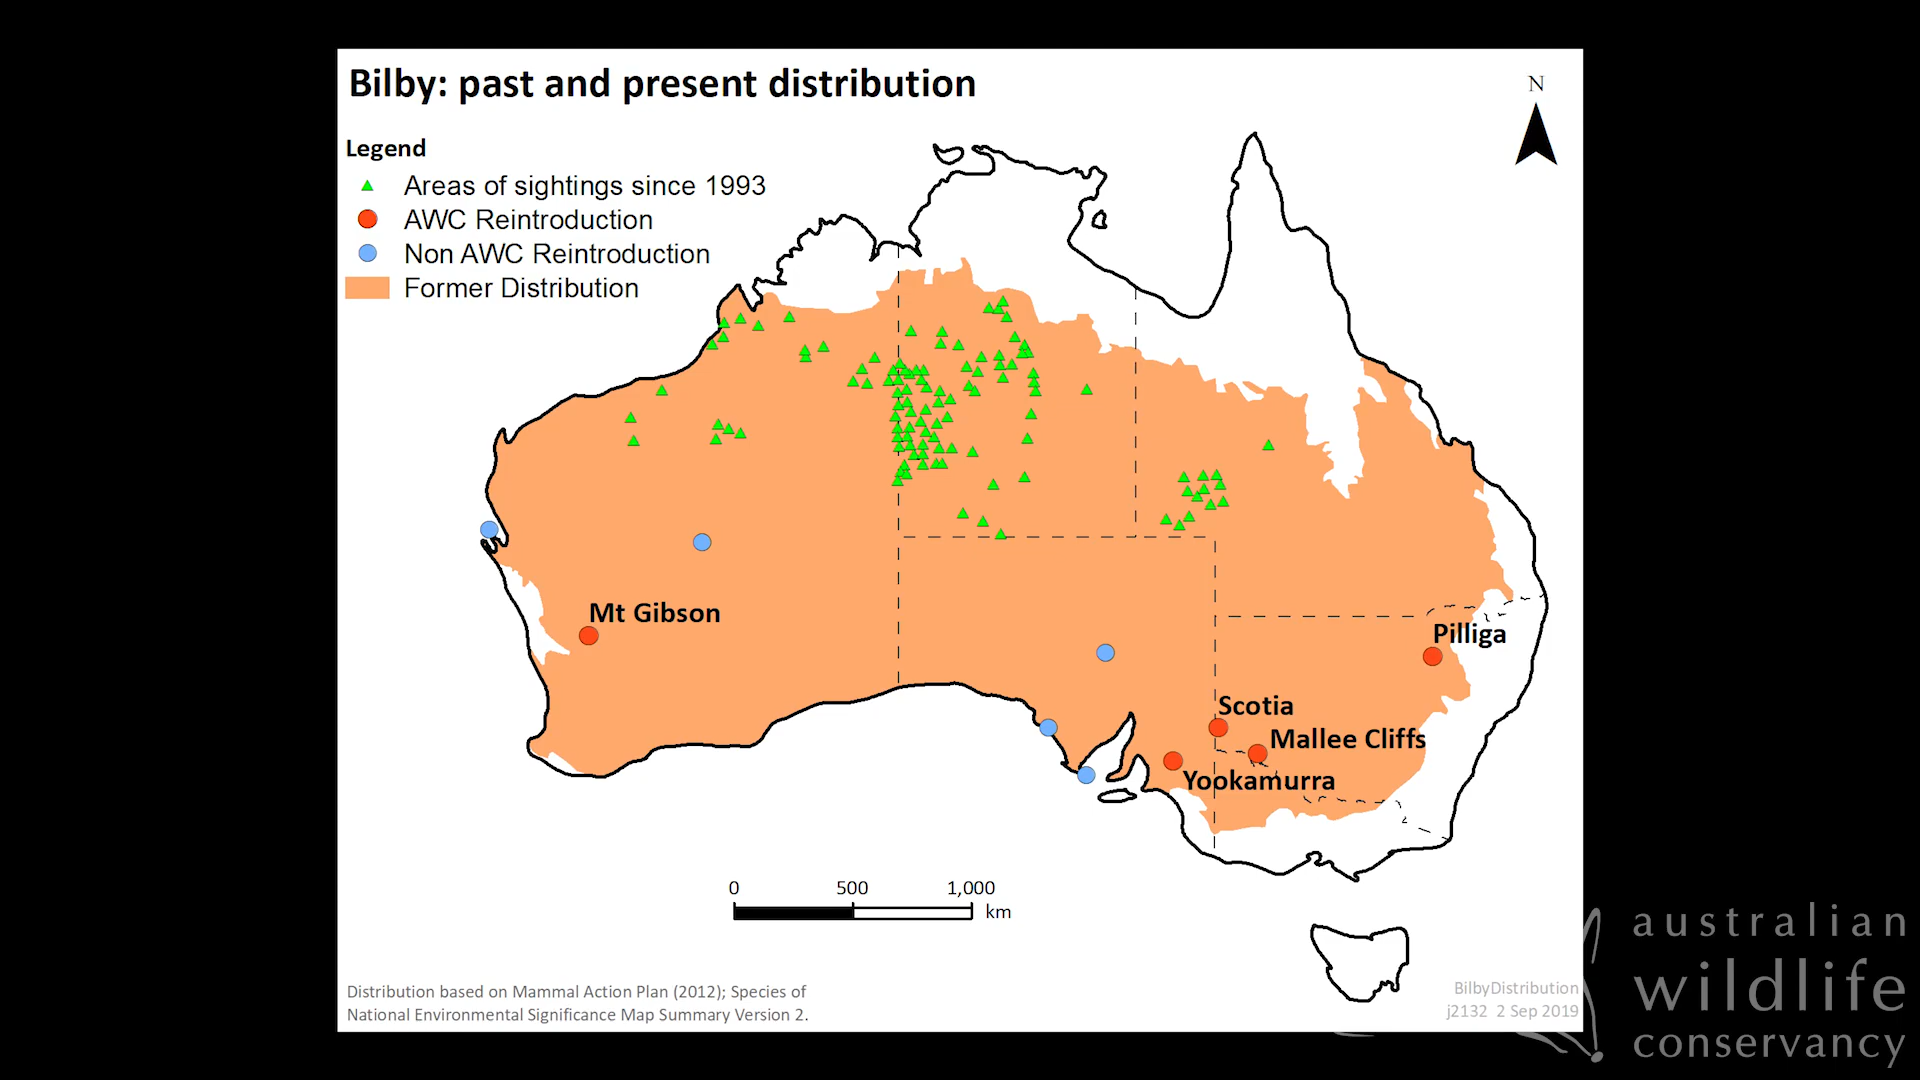 Bilby: past and present distribution
N
Legend
Areas of sightings since 1993
AWC Reintroduction
Non AWC Reintroduction
Former Distribution
Mt Gibson
Pilliga
Scotia
Mallee Cliffs
Yookamurra
0 500 1,000
km
Distribution based on Mammal Action Plan (2012); Species of
National Environmental Significance Map Summary Version 2.
BilbyDistribution
j2132 2 Sep 2019
australian
wildlife
conservancy